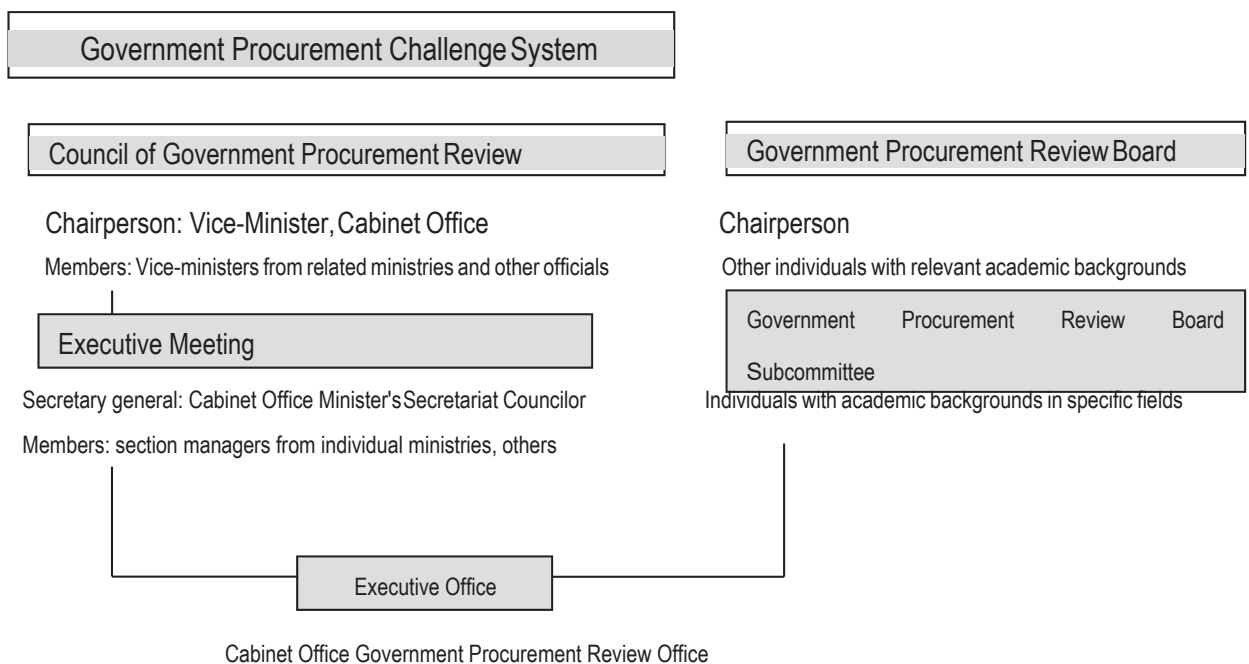 Government Procurement Challenge System
Council of Government Procurement Review
Chairperson: Vice-Minister, Cabinet Office
Members: Vice-ministers from related ministries and other officials
Executive Meeting
Secretary general: Cabinet Office Minister's Secretariat Councilor
Members: section managers from individual ministries, others
Government Procurement Review Board
Chairperson
Other individuals with relevant academic backgrounds
Government Procurement Review Board
Subcommittee
Individuals with academic backgrounds in specific fields
Executive Office
Cabinet Office Government Procurement Review Office